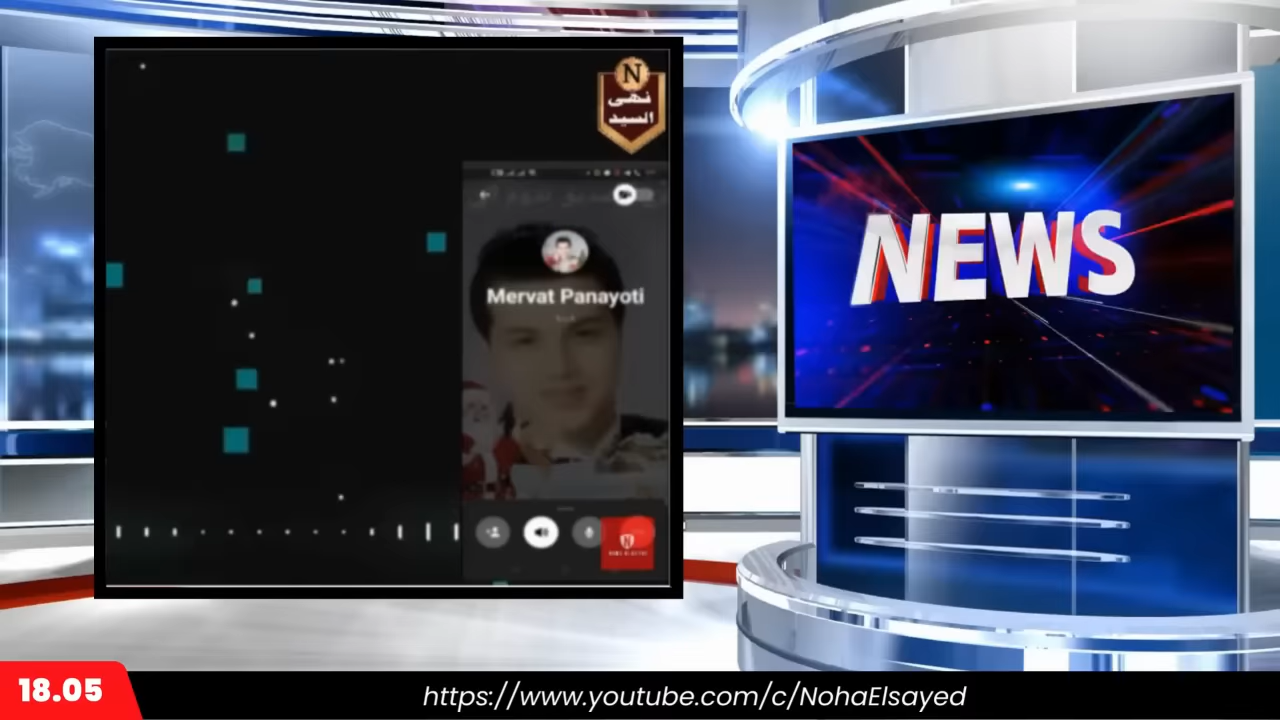 N
نهى
السيد
Mervat Panayoti
NEWS
18.05
https://www.youtube.com/c/NohaElsayed